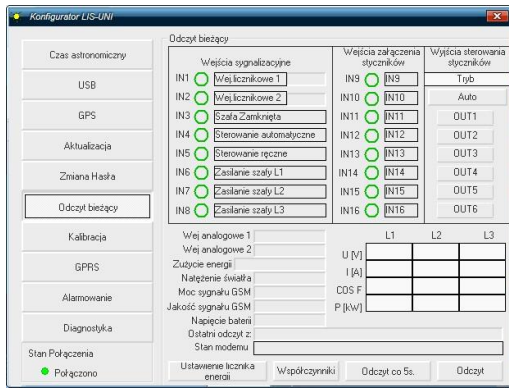 Konfigurator LIS-UNI
Czas astronomiczny
USB
GPS
Aktualizacja
Zmiana Hasła
Odczyt bieżący
Kalibracja
GPRS
Alarmowanie
Diagnostyka
Stan Połączenia
Połączono
Odczyt bieżący
Wejścia sygnalizacyjne
IN1 Wej.licznikowe 1
IN2 Wej.licznikowe 2
IN3 Szafa Zamknięta
IN4 Sterowanie automatyczne
IN5 Sterowanie ręczne
IN6 Zasilanie szafy L1
IN7 Zasilanie szafy L2
IN8 Zasilanie szafy L3
Wejścia załączenia
styczników
IN9 IN9
IN10 IN10
IN11 IN11
IN12 IN12
IN13 IN13
IN14 IN14
IN15 IN15
IN16 IN16
Wyjścia sterowania
styczników
Tryb
Auto
OUT1
OUT2
OUT3
OUT4
OUT5
OUT6
Wej analogowe 1
Wej analogowe 2
Zużycie energii
Natężenie światła
Moc sygnału GSM
Jakość sygnału GSM
Napięcie baterii
Ostatni odczyt z:
Stan modemu
L1 L2 L3
U [V]
I [A]
COS F
P [kW]
Ustawienie licznika
energii
Współczynniki
Odczyt co 5s.
Odczyt